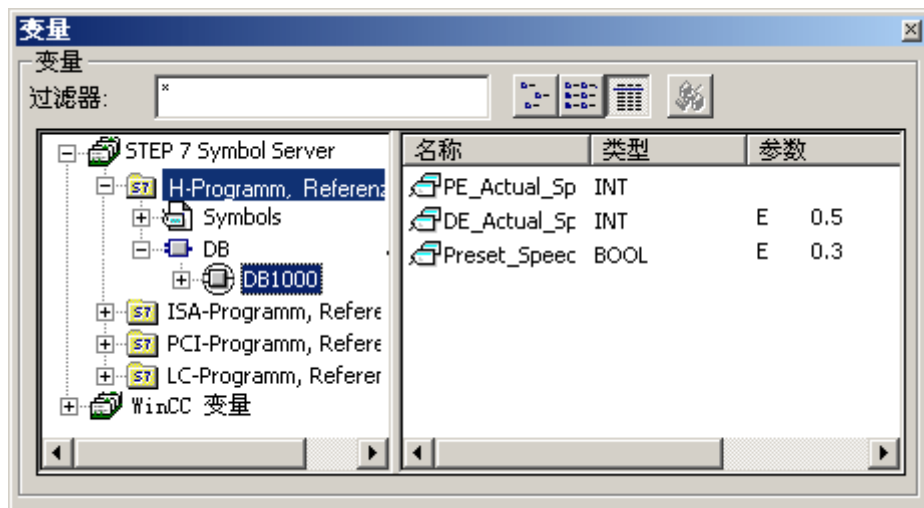 变量
变量
过滤器:
*
STEP 7 Symbol Server
H-Programm, Referenz
Symbols
DB
DB1000
ISA-Programm, Refere
PCI-Programm, Refere
LC-Programm, Referer
WinCC 变量
名称 类型 参数
PE_Actual_Sp INT
DE_Actual_Sp INT E 0.5
Preset_Speec BOOL E 0.3